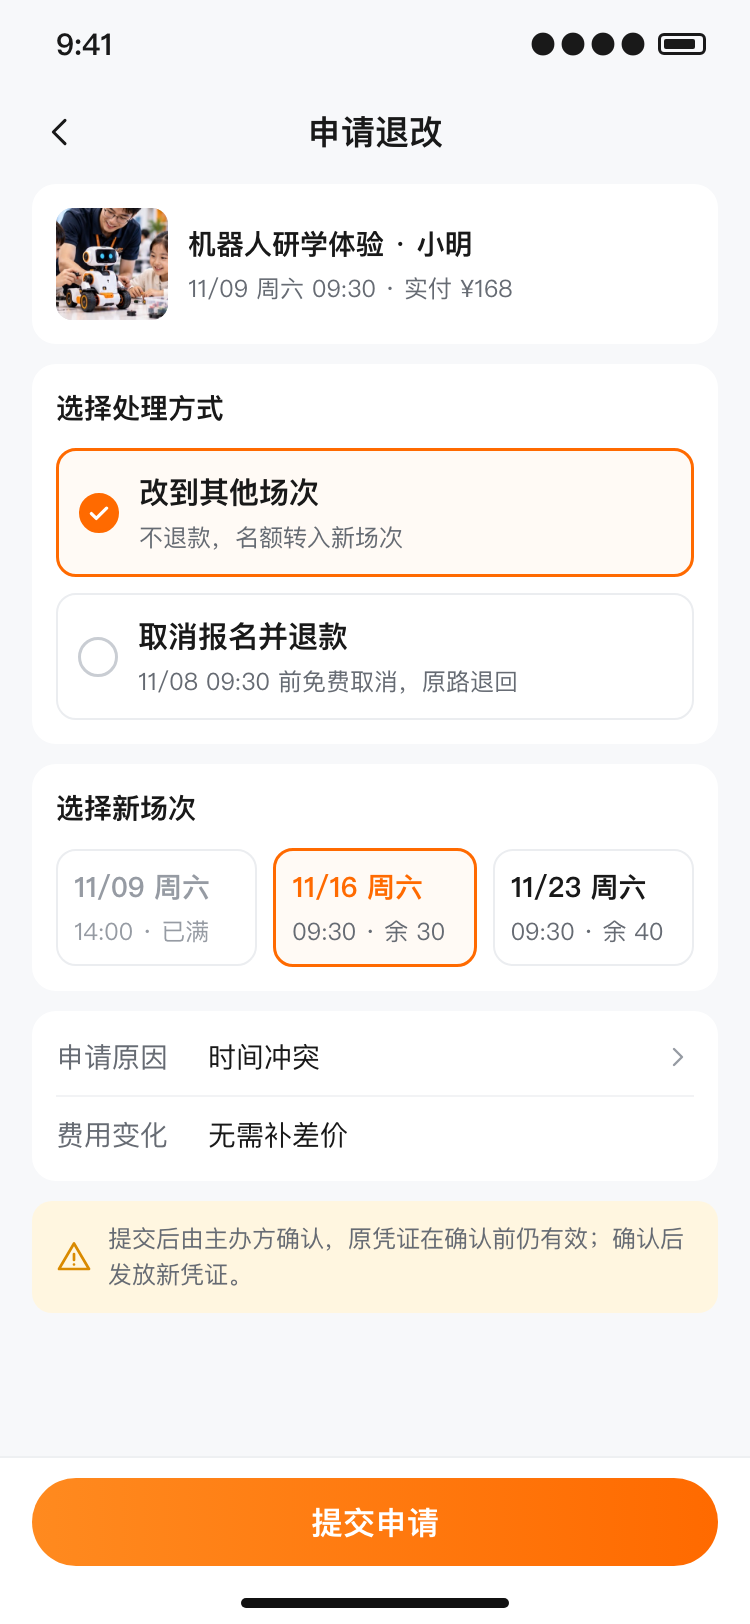 9:41
申请退改
机器人研学体验 · 小明
11/09 周六 09:30 · 实付 ¥168
选择处理方式
改到其他场次
不退款，名额转入新场次
取消报名并退款
11/08 09:30 前免费取消，原路退回
选择新场次
11/09 周六
14:00 · 已满
11/16 周六
09:30 · 余 30
11/23 周六
09:30 · 余 40
申请原因 时间冲突
费用变化 无需补差价
提交后由主办方确认，原凭证在确认前仍有效；确认后
发放新凭证。
提交申请